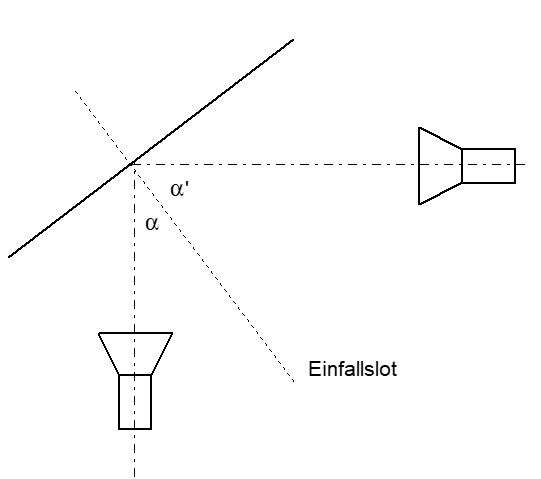 α'
α
Einfallslot